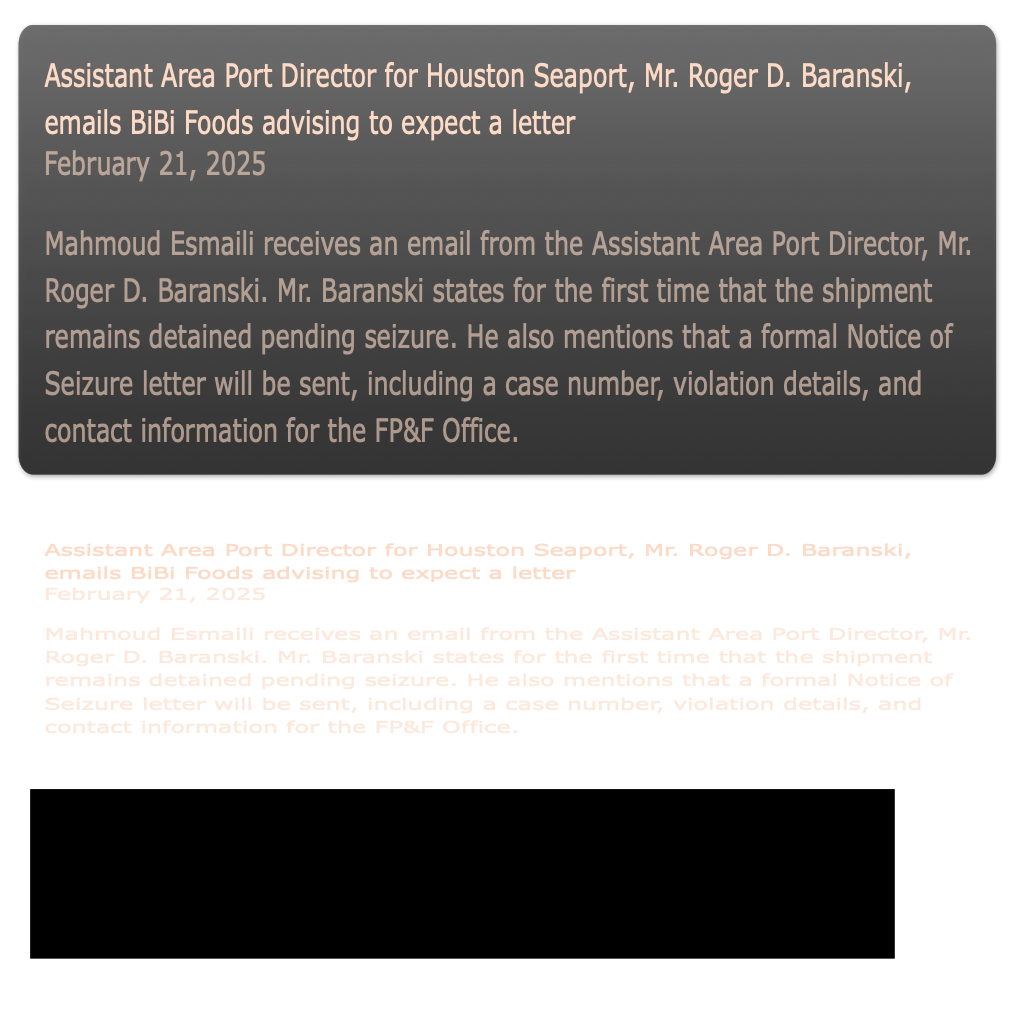 Assistant Area Port Director for Houston Seaport, Mr. Roger D. Baranski,
emails BiBi Foods advising to expect a letter
February 21, 2025
Mahmoud Esmaili receives an email from the Assistant Area Port Director, Mr.
Roger D. Baranski. Mr. Baranski states for the first time that the shipment
remains detained pending seizure. He also mentions that a formal Notice of
Seizure letter will be sent, including a case number, violation details, and
contact information for the FP&F Office.
Assistant Area Port Director for Houston Seaport, Mr. Roger D. Baranski,
emails BiBi Foods advising to expect a letter
February 21, 2025
Mahmoud Esmaili receives an email from the Assistant Area Port Director, Mr.
Roger D. Baranski. Mr. Baranski states for the first time that the shipment
remains detained pending seizure. He also mentions that a formal Notice of
Seizure letter will be sent, including a case number, violation details, and
contact information for the FP&F Office.